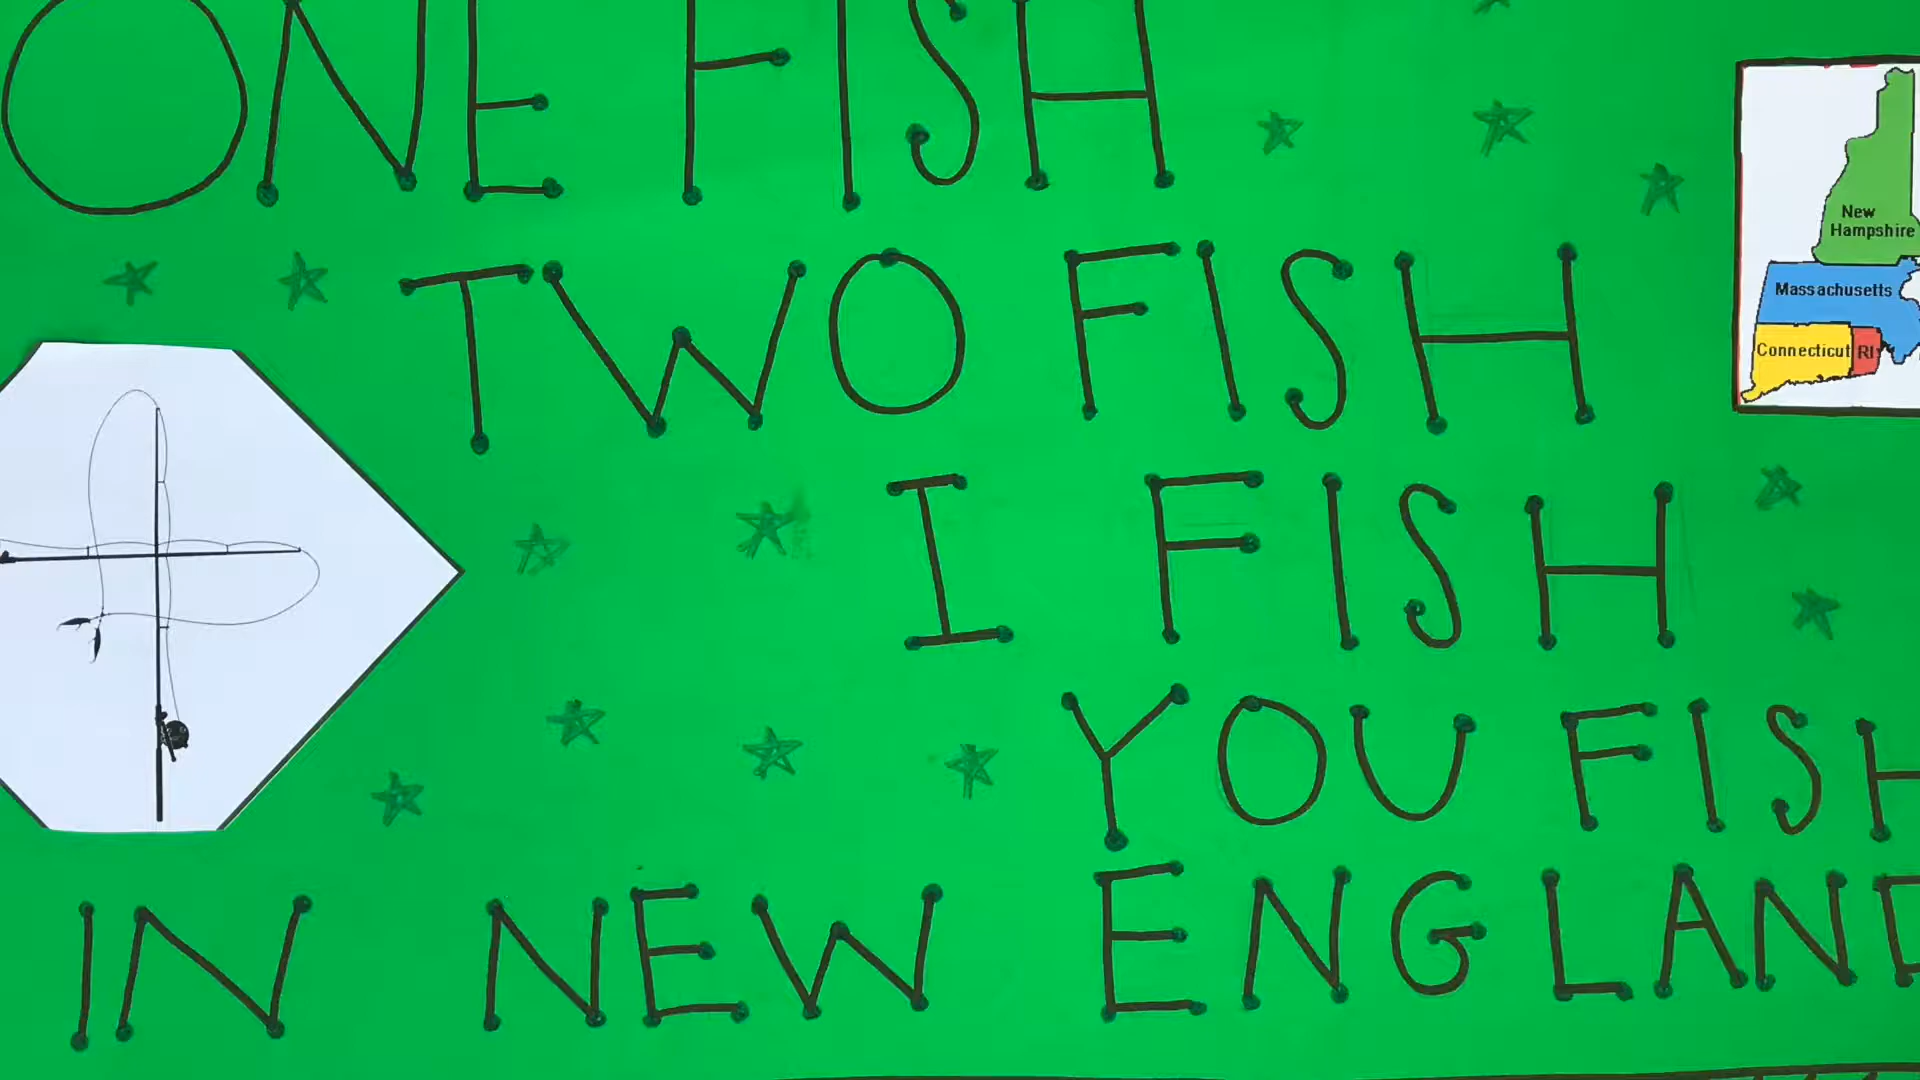 ONE FISH
TWO FISH
I FISH
YOU FISH
IN NEW ENGLAND
New
Hampshire
Massachusetts
Connecticut RI